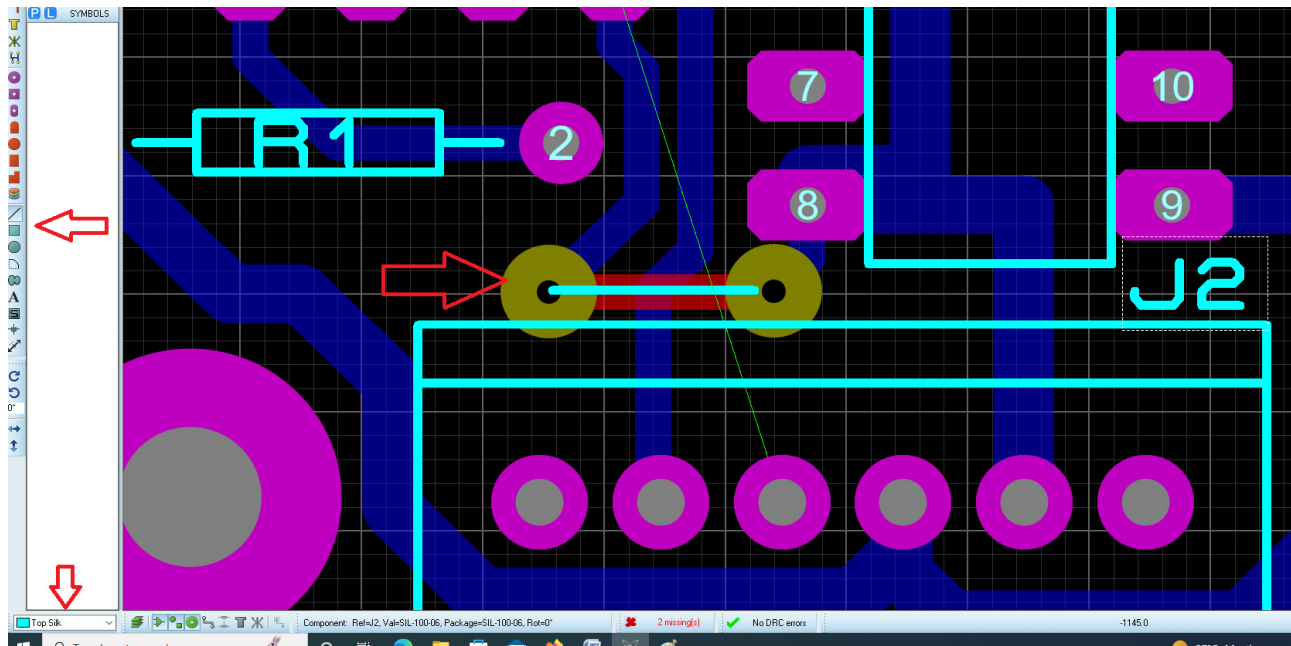 P L SYMBOLS
7
10
R1
2
8
9
J2
A
S
0°
Top Silk
Component: Ref=J2, Val=SIL-100-06, Package=SIL-100-06, Rot=0°
2 missing(s)
No DRC errors
-1145.0